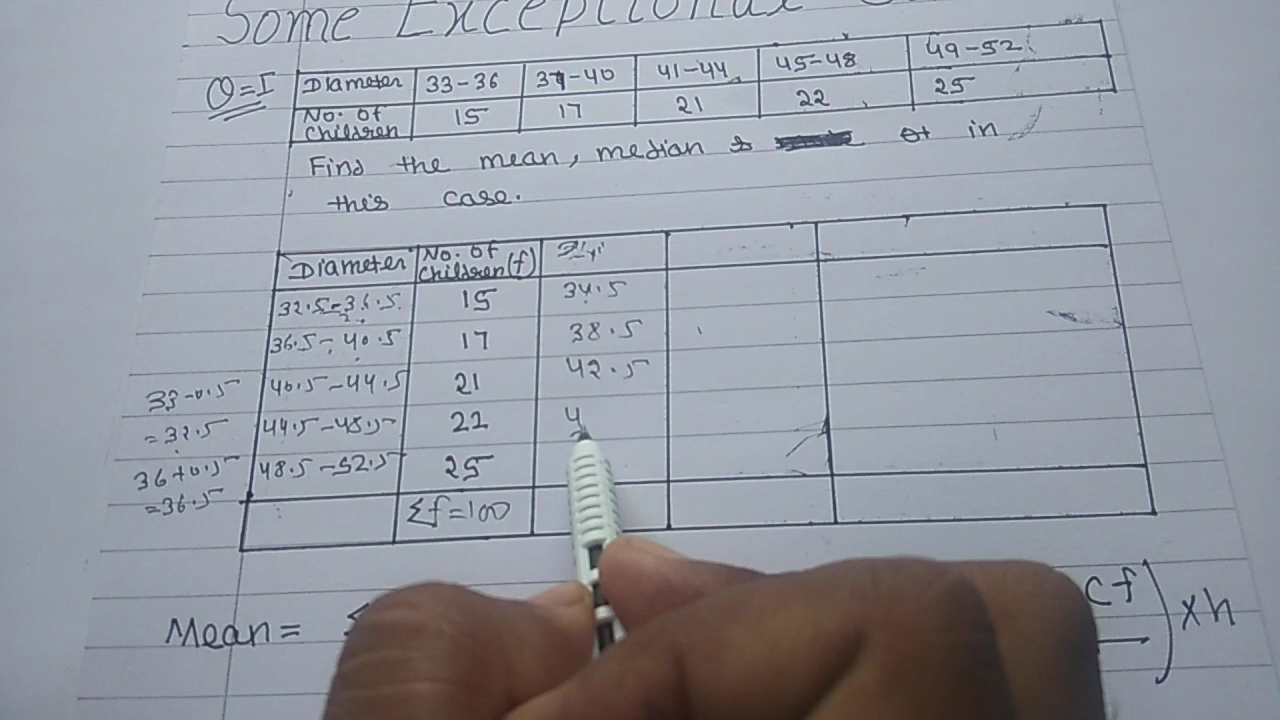 Some Exceptional
Q=I
Diameter 33-36 37-40 41-44 45-48 49-52
No. of Children 15 17 21 22 25
Find the mean, median & in
this case.
Diameter No. of Children (f)
32.5-36.5 15 34.5
36.5-40.5 17 38.5
40.5-44.5 21 42.5
44.5-48.5 22 4
48.5-52.5 25
Σf=100
33-0.5
=32.5
36+0.5
=36.5
Mean= cf ) xh